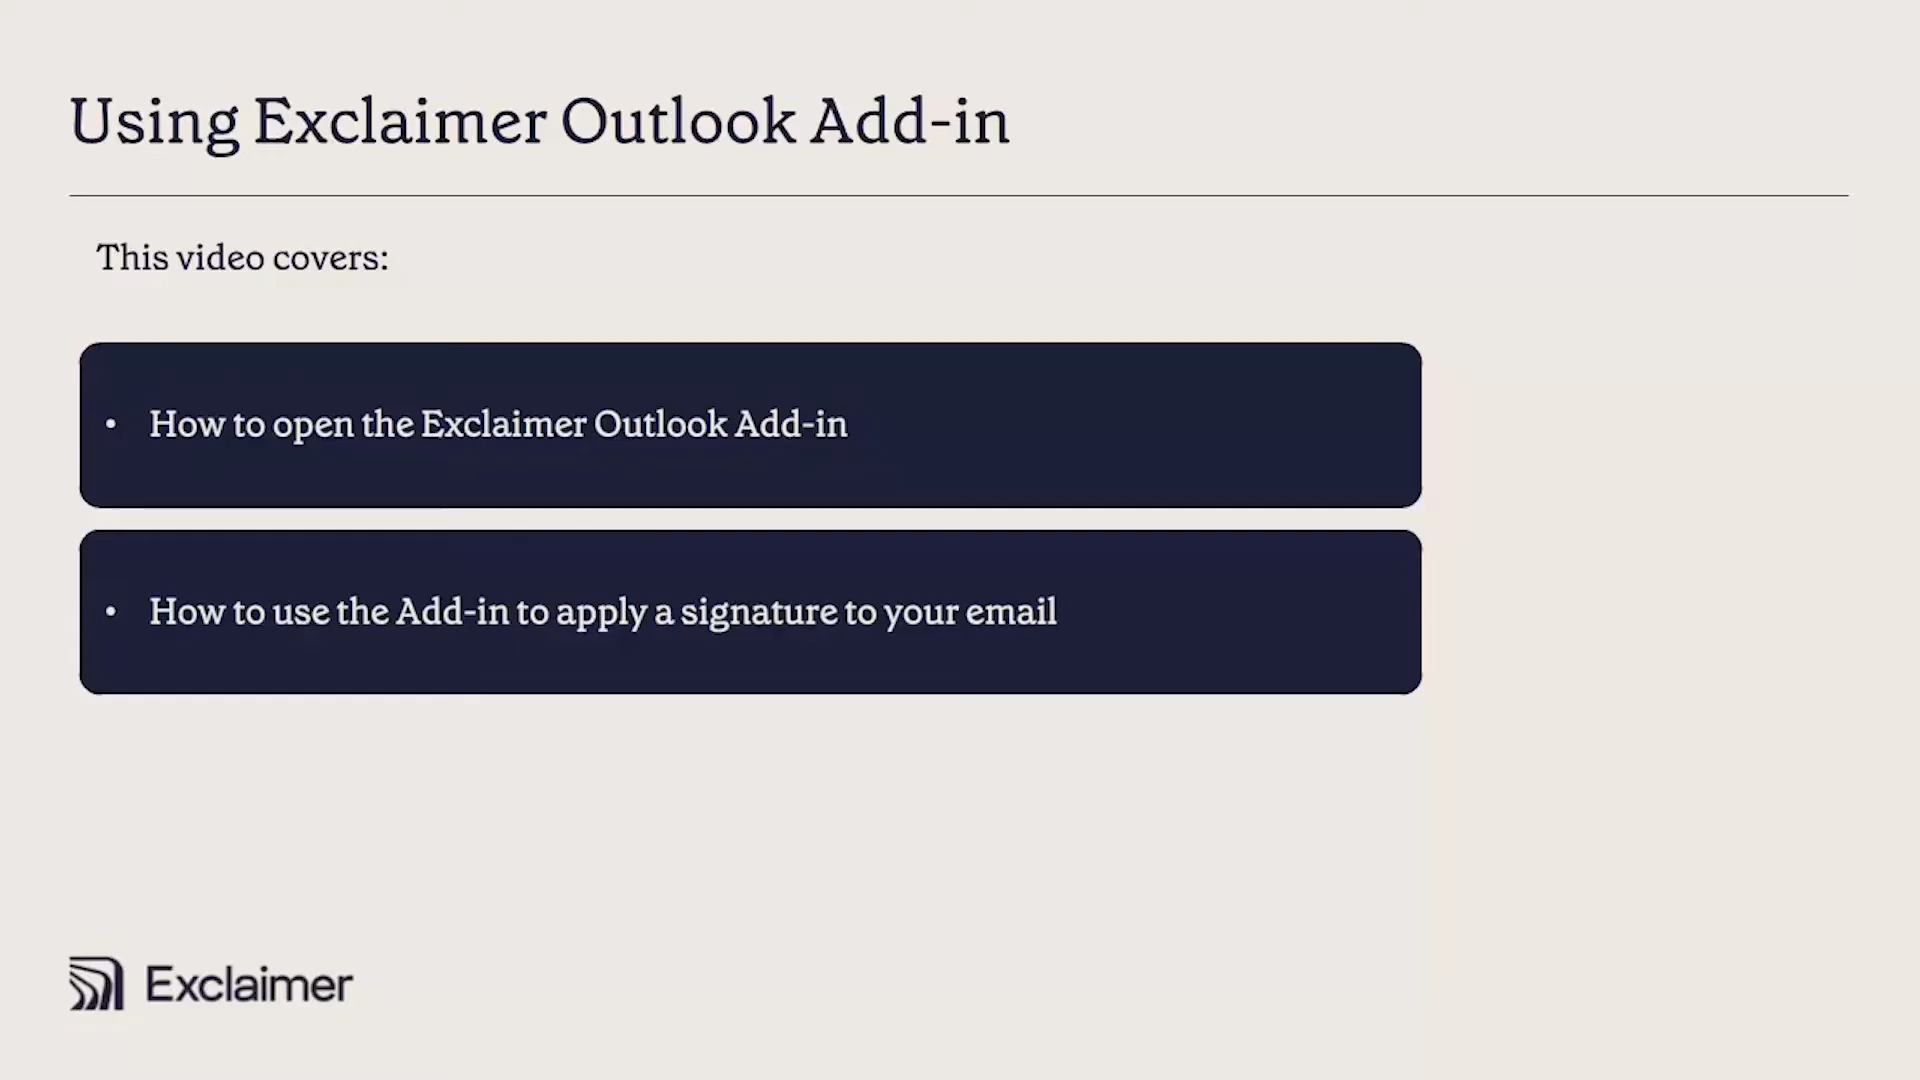 Using Exclaimer Outlook Add-in
This video covers:
• How to open the Exclaimer Outlook Add-in
• How to use the Add-in to apply a signature to your email
Exclaimer